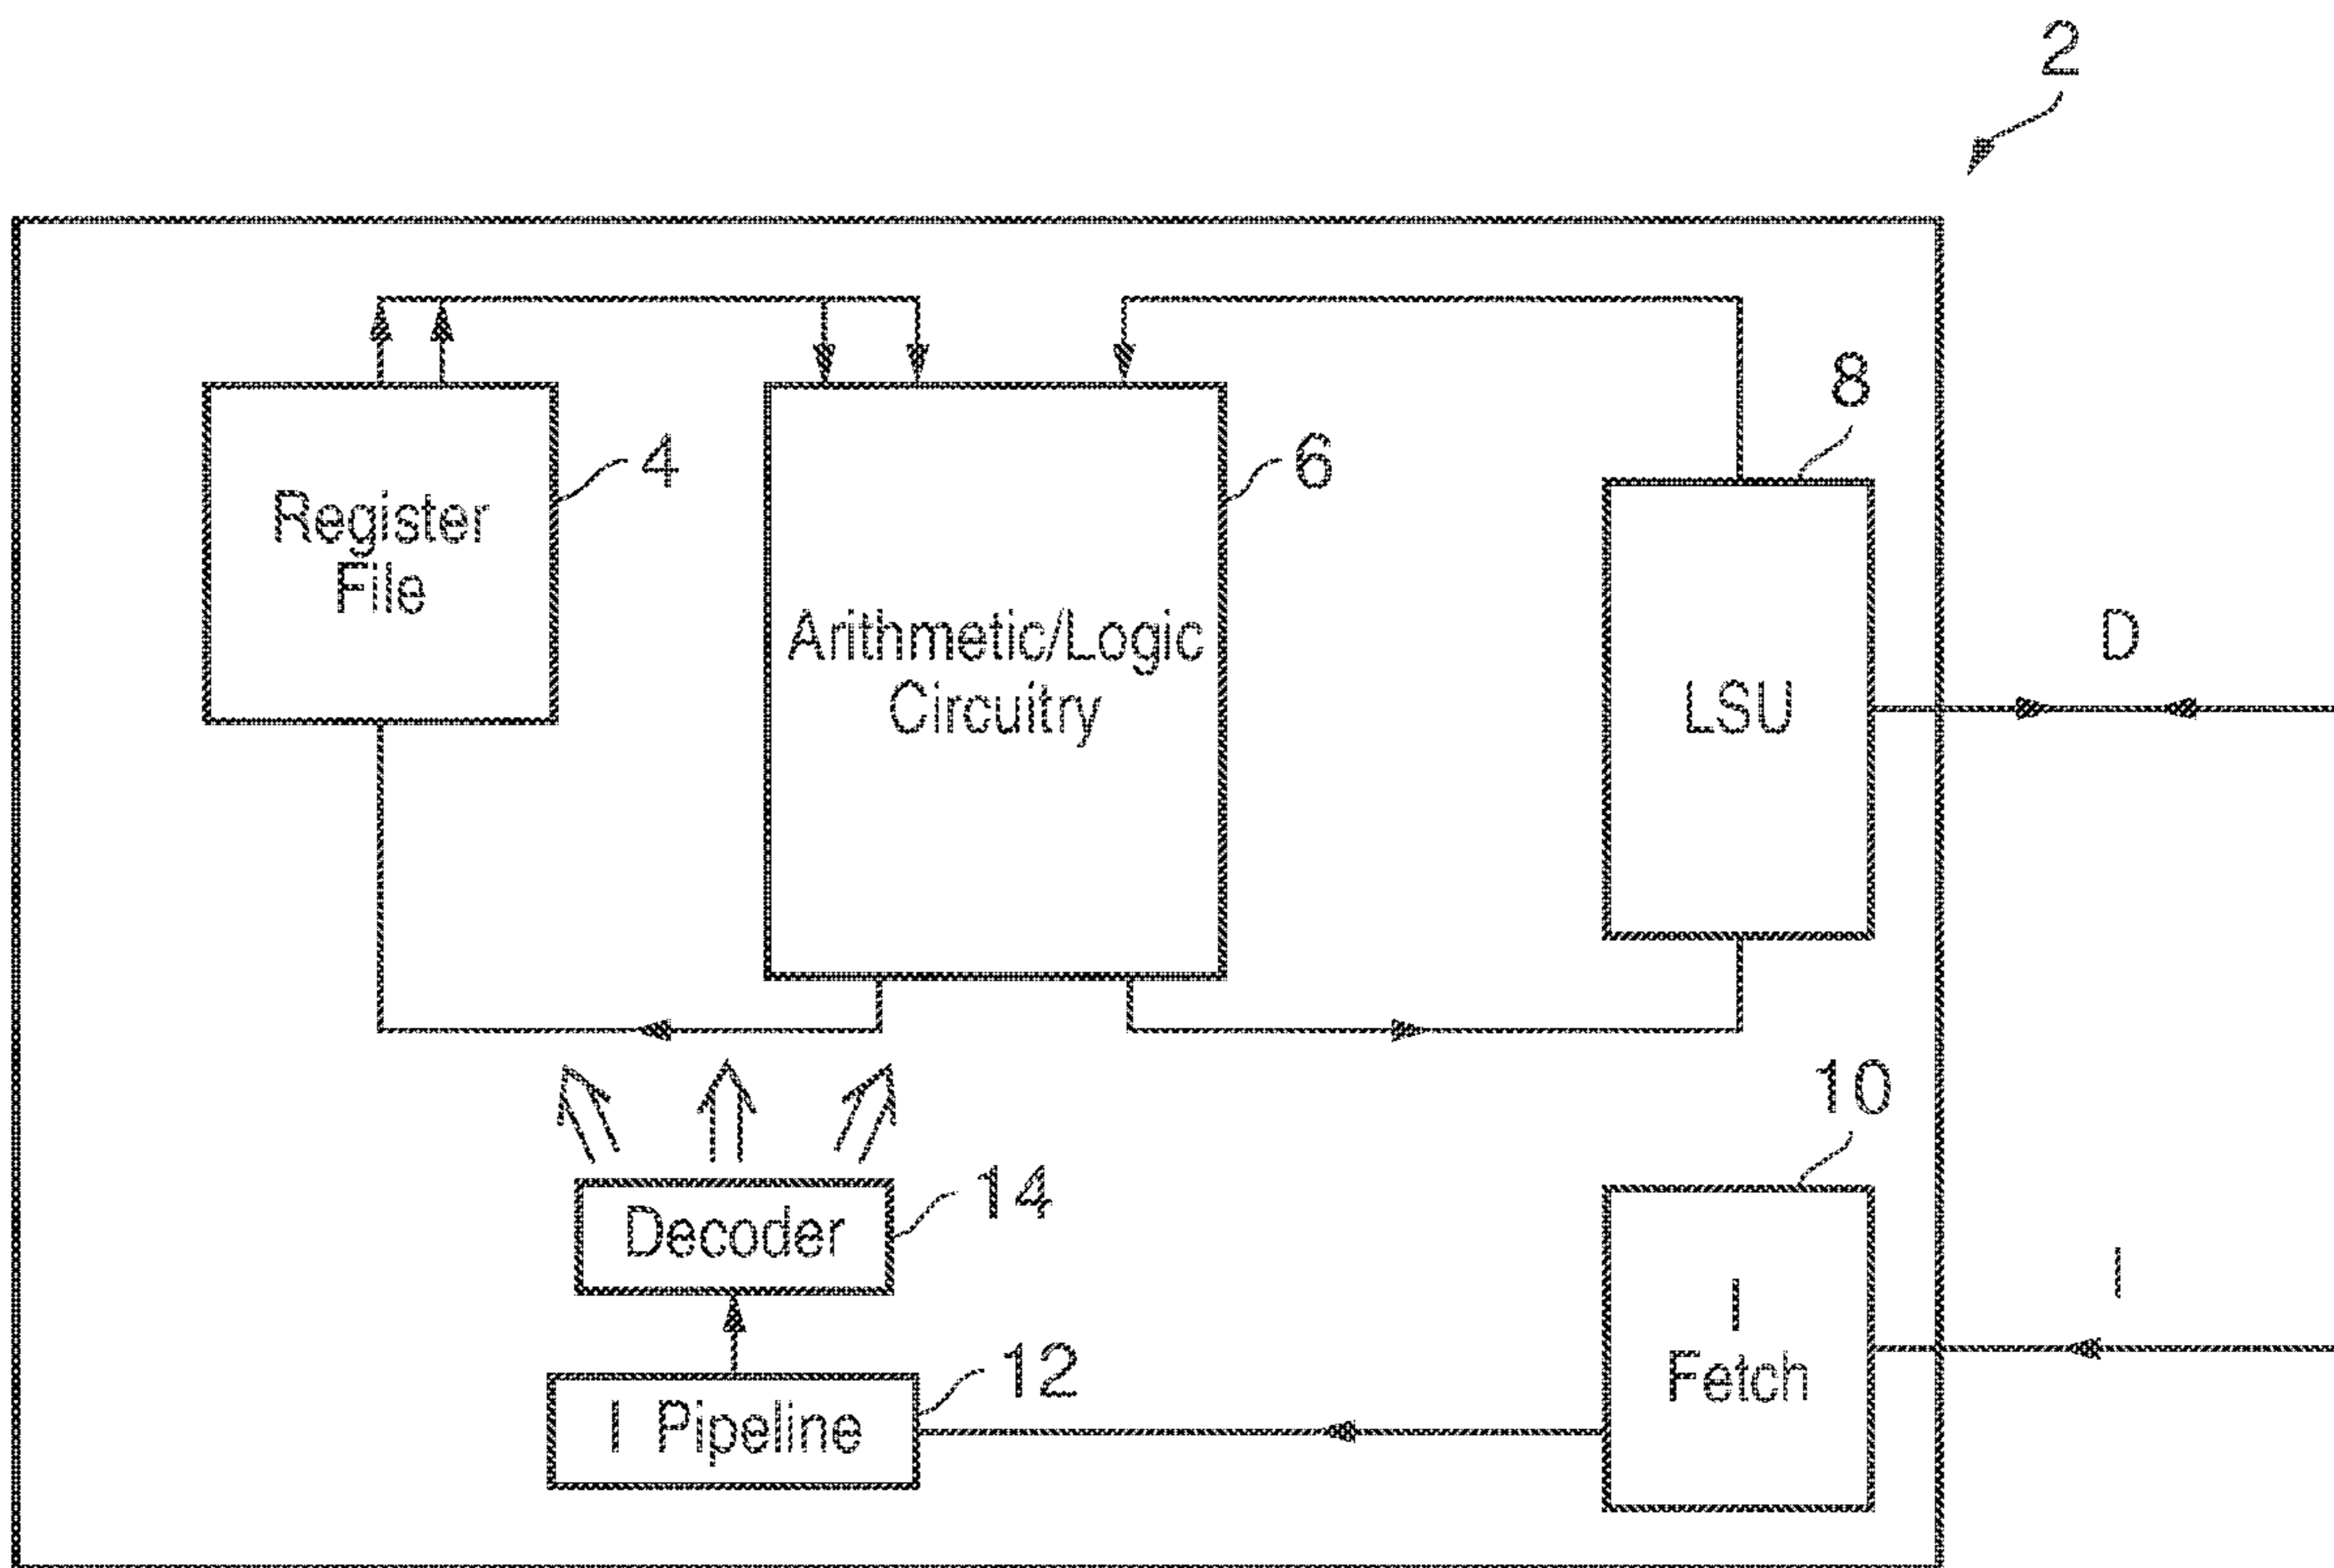 2
8
4
6
Register
File
Arithmetic/Logic
Circuitry
LSU
D
10
14
Decoder
I
I
Fetch
12
I Pipeline